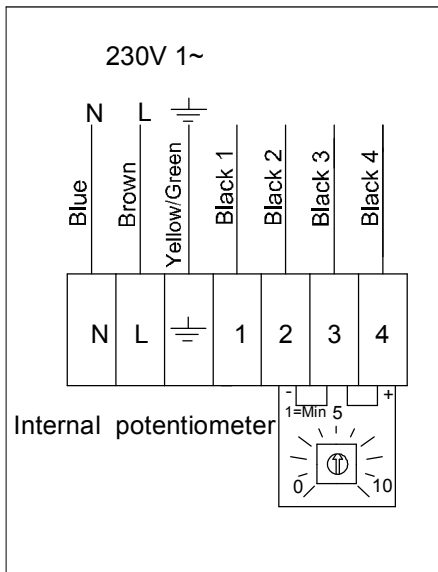 230V 1~
N L
Blue
Brown
Yellow/Green
Black 1
Black 2
Black 3
Black 4
N L 1 2 3 4
- +
1=Min 5
Internal potentiometer
0 10